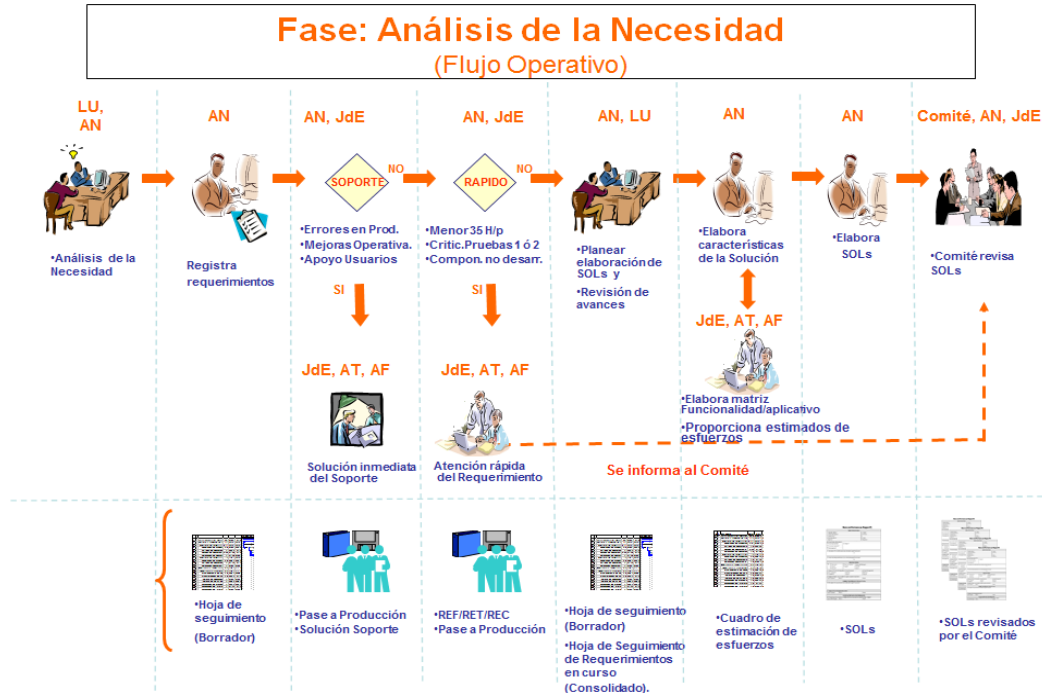 Fase: Análisis de la Necesidad
(Flujo Operativo)
LU,
AN
AN
AN, JdE
AN, JdE
AN, LU
AN
AN
Comité, AN, JdE
SOPORTE
NO
RAPIDO
NO
•Análisis de la
Necesidad
Registra
requerimientos
•Errores en Prod.
•Mejoras Operativa.
•Apoyo Usuarios
•Menor 35 H/p
•Critic.Pruebas 1 ó 2
•Compon. no desarr.
•Planear
elaboración de
SOLs y
•Revisión de
avances
•Elabora
características
de la Solución
•Elabora
SOLs
•Comité revisa
SOLs
SI
SI
JdE, AT, AF
JdE, AT, AF
JdE, AT, AF
•Elabora matriz
Funcionalidad/aplicativo
•Proporciona estimados de
esfuerzos
Solución inmediata
del Soporte
Atención rápida
del Requerimiento
Se informa al Comité
•Hoja de
seguimiento
(Borrador)
•Pase a Producción
•Solución Soporte
•REF/RET/REC
•Pase a Producción
•Hoja de seguimiento
(Borrador)
•Hoja de Seguimiento
de Requerimientos
en curso
(Consolidado).
•Cuadro de
estimación de
esfuerzos
•SOLs
•SOLs revisados
por el Comité